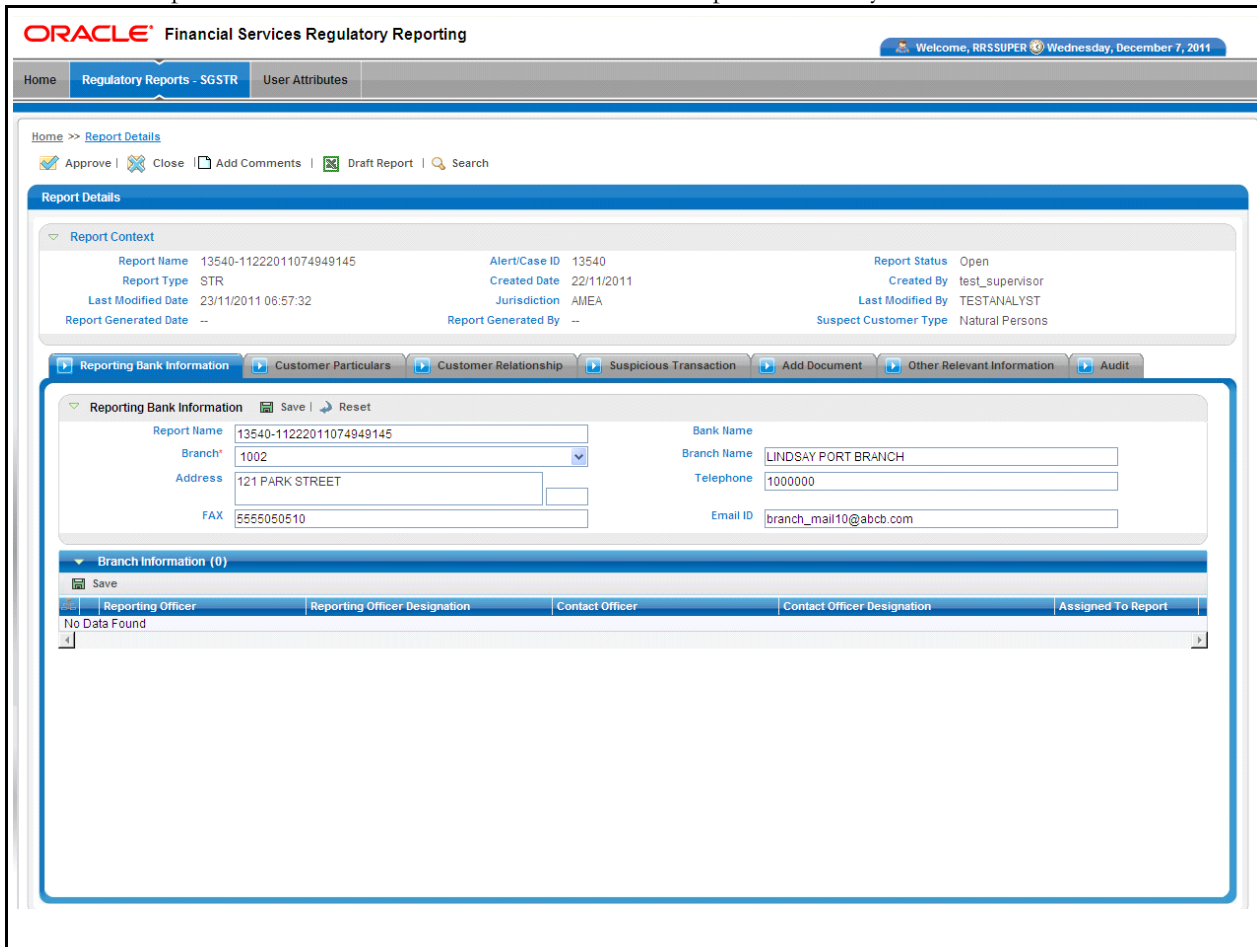 ORACLE® Financial Services Regulatory Reporting
Welcome, RRSSUPER Wednesday, December 7, 2011
Home Regulatory Reports - SGSTR User Attributes
Home >> Report Details
Approve | Close | Add Comments | Draft Report | Search
Report Details
Report Context
Report Name 13540-11222011074949145 Alert/Case ID 13540 Report Status Open
Report Type STR Created Date 22/11/2011 Created By test_supervisor
Last Modified Date 23/11/2011 06:57:32 Jurisdiction AMEA Last Modified By TESTANALYST
Report Generated Date -- Report Generated By -- Suspect Customer Type Natural Persons
Reporting Bank Information Customer Particulars Customer Relationship Suspicious Transaction Add Document Other Relevant Information Audit
Reporting Bank Information Save | Reset
Report Name 13540-11222011074949145 Bank Name
Branch* 1002 Branch Name LINDSAY PORT BRANCH
Address 121 PARK STREET Telephone 1000000
FAX 5555050510 Email ID branch_mail10@abcb.com
Branch Information (0)
Save
Reporting Officer Reporting Officer Designation Contact Officer Contact Officer Designation Assigned To Report
No Data Found